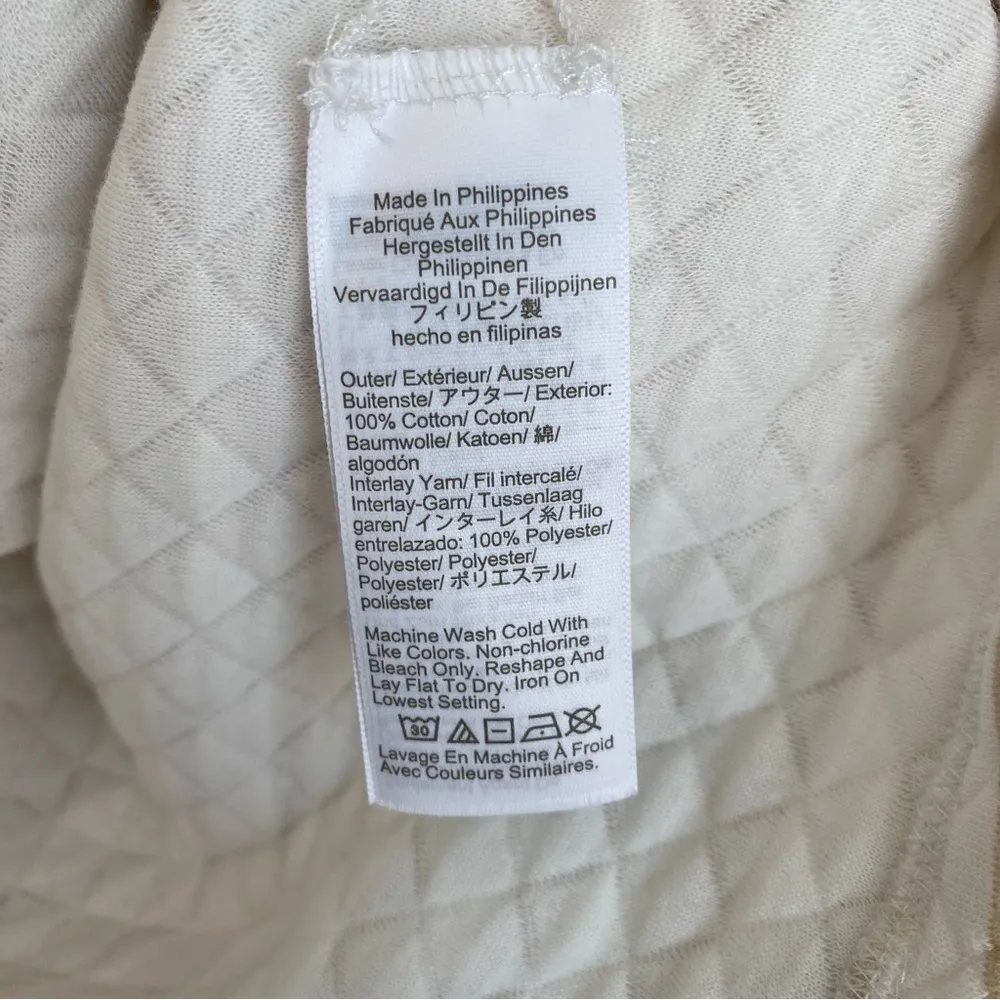 Made In Philippines
Fabriqué Aux Philippines
Hergestellt In Den
Philippinen
Vervaardigd In De Filippijnen
フィリピン製
hecho en filipinas
Outer/ Extérieur/ Aussen/
Buitenste/ アウター/ Exterior:
100% Cotton/ Coton/
Baumwolle/ Katoen/ 綿/
algodón
Interlay Yarn/ Fil intercalé/
Interlay-Garn/ Tussenlaag
garen/ インターレイ糸/ Hilo
entrelazado: 100% Polyester/
Polyester/ Polyester/
Polyester/ ポリエステル/
poliéster
Machine Wash Cold With
Like Colors. Non-chlorine
Bleach Only. Reshape And
Lay Flat To Dry. Iron On
Lowest Setting.
30
Lavage En Machine À Froid
Avec Couleurs Similaires.